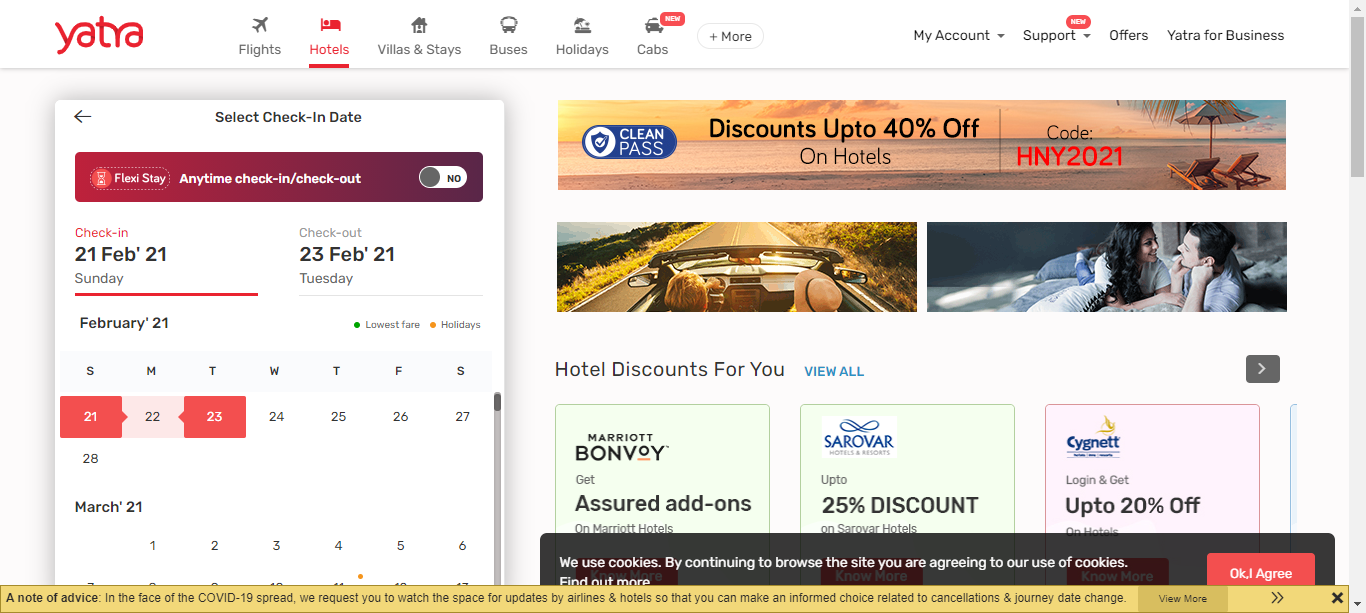 yatra
Flights
Hotels
Villas & Stays
Buses
Holidays
NEW
Cabs
+ More
My Account
NEW
Support
Offers
Yatra for Business
Select Check-In Date
Flexi Stay
Anytime check-in/check-out
NO
Check-in
21 Feb' 21
Sunday
Check-out
23 Feb' 21
Tuesday
February' 21
Lowest fare
Holidays
S M T W T F S
21 22 23 24 25 26 27
28
March' 21
1 2 3 4 5 6
CLEAN
PASS
Discounts Upto 40% Off
On Hotels
Code:
HNY2021
Hotel Discounts For You
VIEW ALL
MARRIOTT
BONVOY
Get
Assured add-ons
On Marriott Hotels
Know More
SAROVAR
HOTELS & RESORTS
Upto
25% DISCOUNT
on Sarovar Hotels
Know More
Cygnett
Login & Get
Upto 20% Off
On Hotels
Know More
We use cookies. By continuing to browse the site you are agreeing to our use of cookies.
Find out more
Ok,I Agree
A note of advice: In the face of the COVID-19 spread, we request you to watch the space for updates by airlines & hotels so that you can make an informed choice related to cancellations & journey date change.
View More